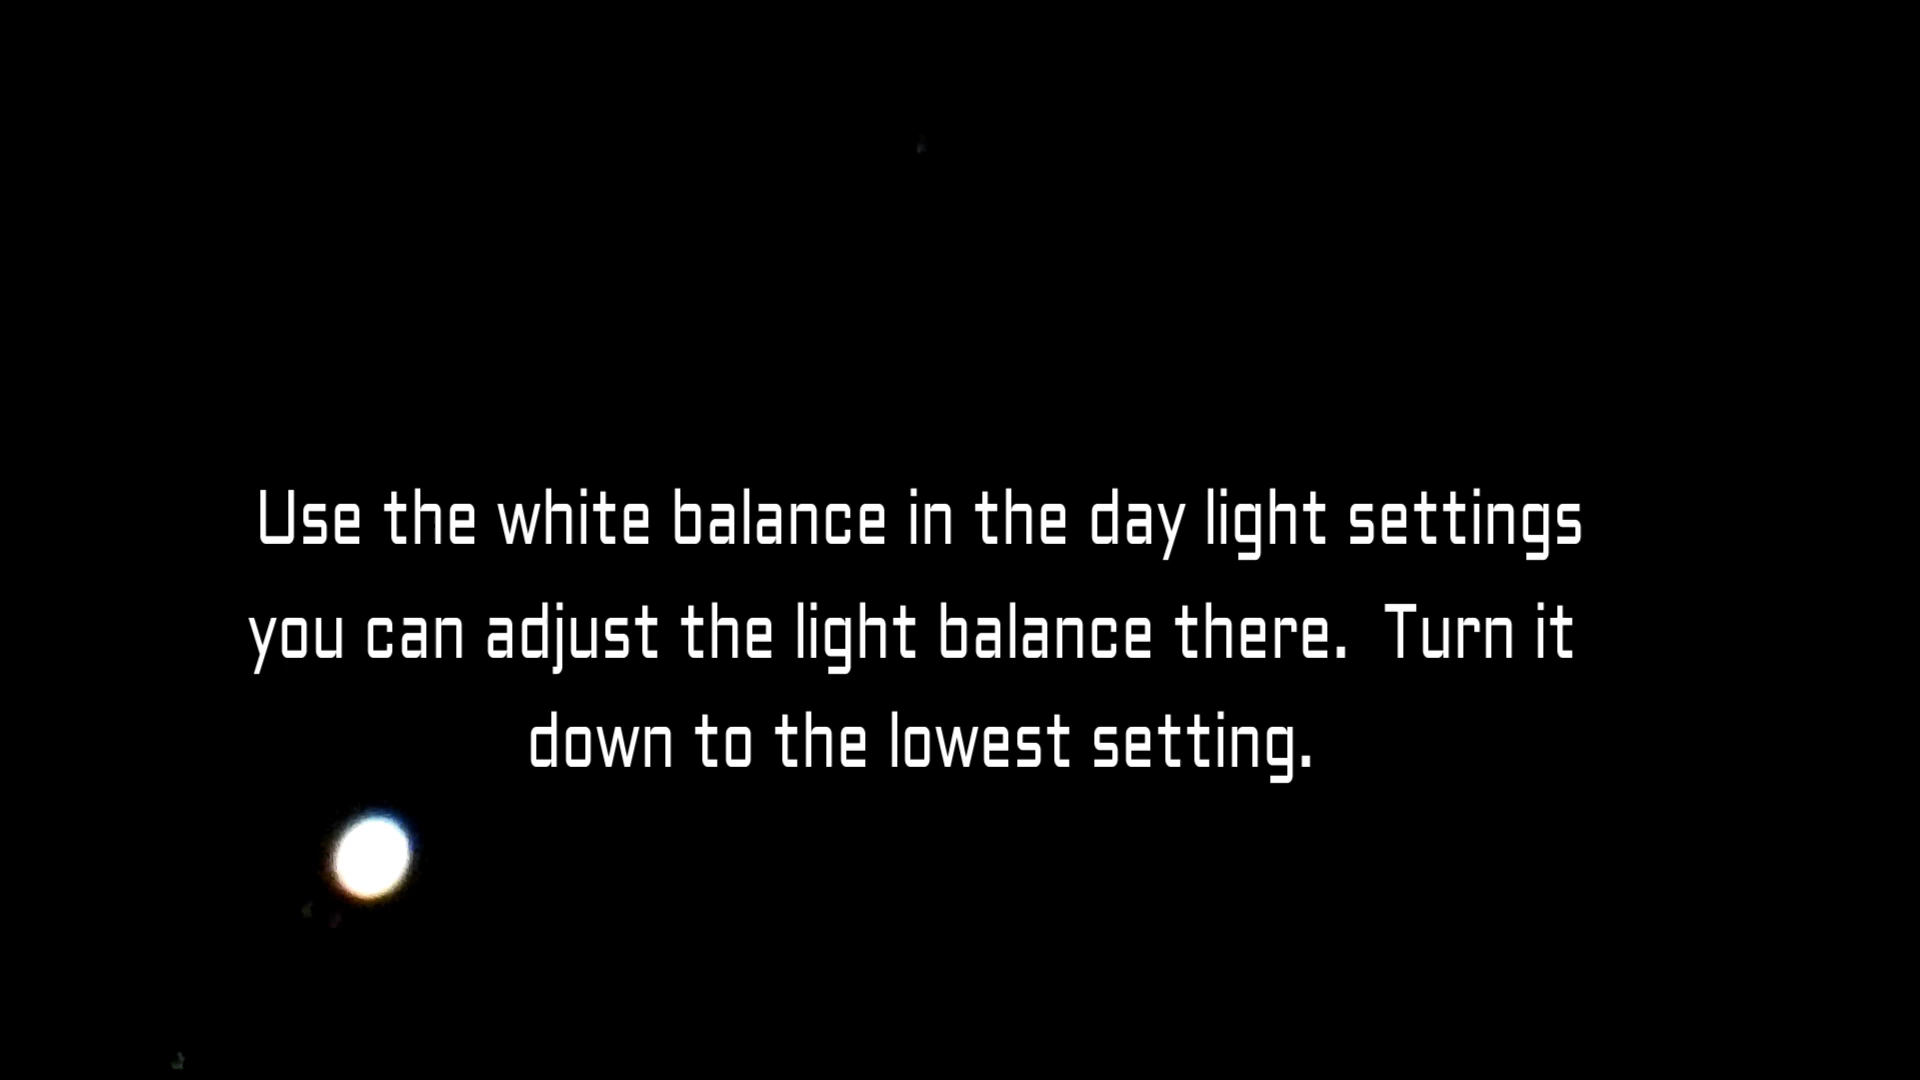 Use the white balance in the day light settings
you can adjust the light balance there.  Turn it
down to the lowest setting.